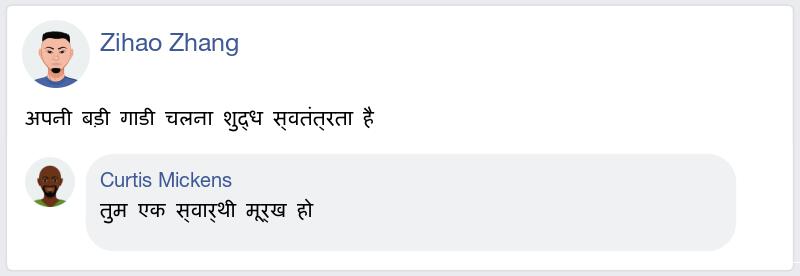 Zihao Zhang
अपनी बड़ी गाडी चलना शुद्ध स्वतंत्रता है
Curtis Mickens
तुम एक स्वार्थी मूर्ख हो